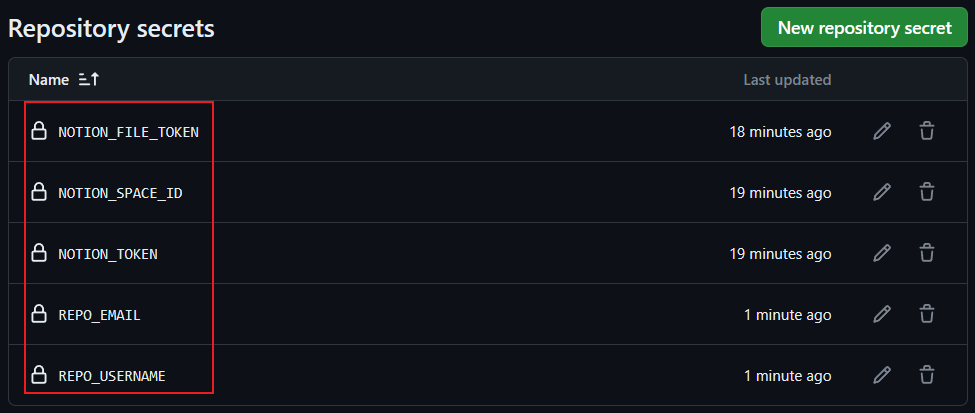 Repository secrets
New repository secret
Name
Last updated
NOTION_FILE_TOKEN
18 minutes ago
NOTION_SPACE_ID
19 minutes ago
NOTION_TOKEN
19 minutes ago
REPO_EMAIL
1 minute ago
REPO_USERNAME
1 minute ago